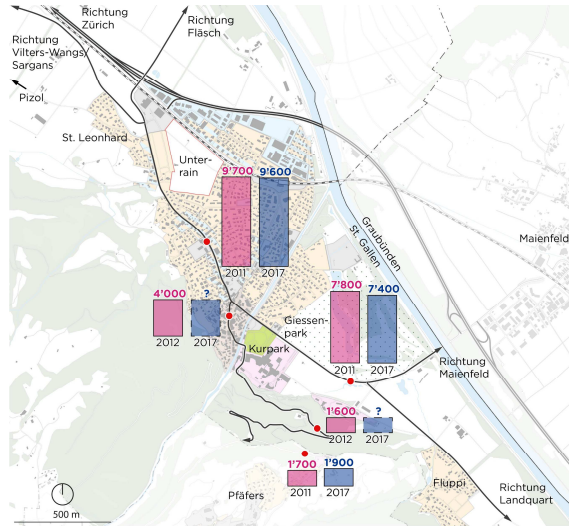 Richtung
Zürich
Richtung
Fläsch
Richtung
Vilters-Wangs/
Sargans
Pizol
St. Leonhard
Unter-
rain
9'700
9'600
2011
2017
Graubünden
St. Gallen
Maienfeld
4'000
?
2012
2017
7'800
7'400
2011
2017
Giessen-
park
Kurpark
Richtung
Maienfeld
1'600
?
2012
2017
1'700
1'900
2011
2017
Pfäfers
Fluppi
Richtung
Landquart
500 m